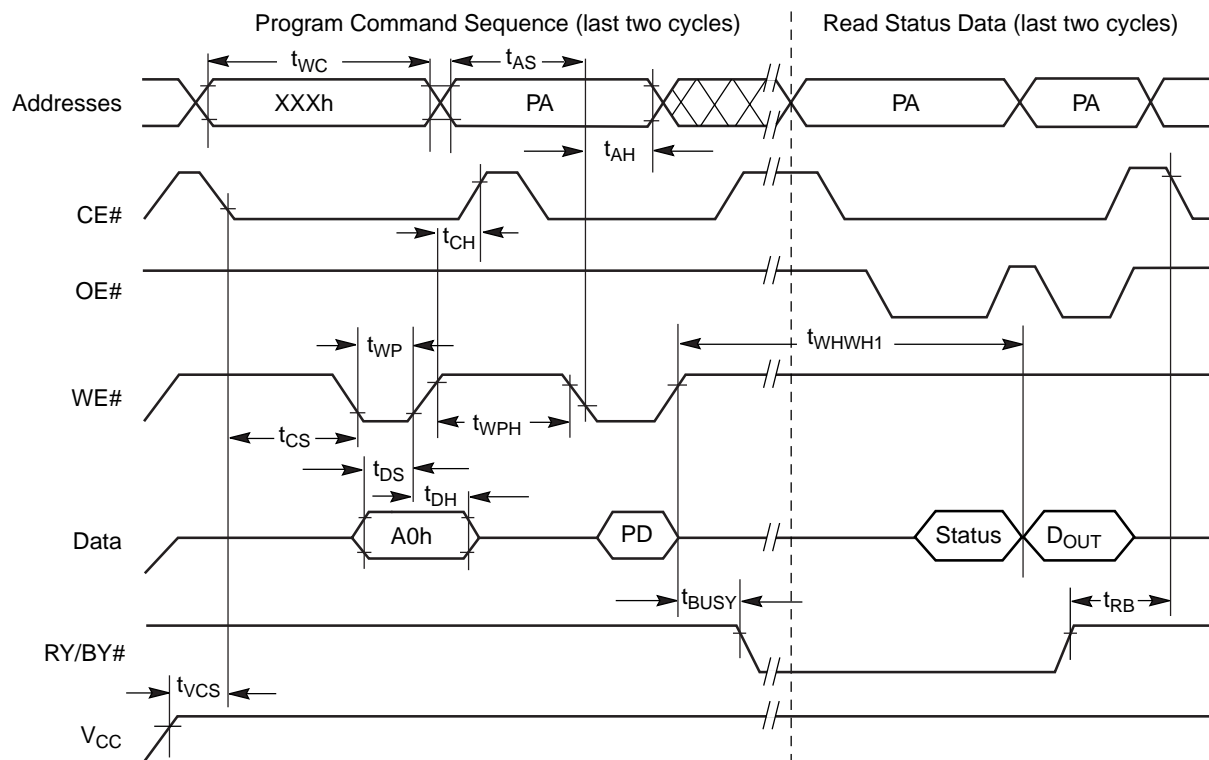 Program Command Sequence (last two cycles)
Read Status Data (last two cycles)
tWC
tAS
Addresses
XXXh
PA
PA
PA
tAH
CE#
tCH
OE#
tWP
tWHWH1
WE#
tWPH
tCS
tDS
tDH
Data
A0h
PD
Status
DOUT
tBUSY
tRB
RY/BY#
tVCS
VCC